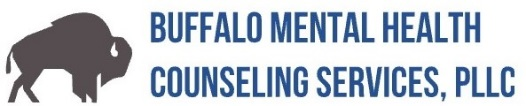 BUFFALO MENTAL HEALTH
COUNSELING SERVICES, PLLC